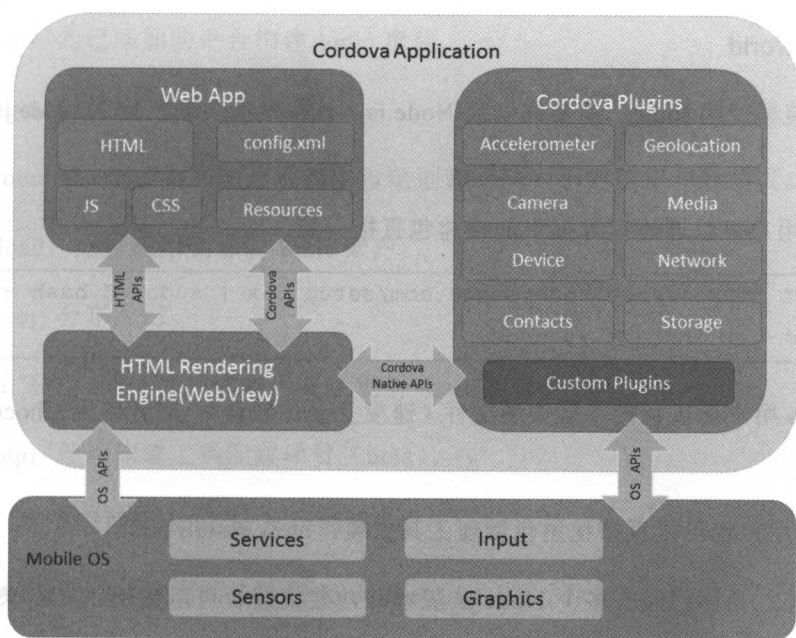 Cordova Application
Web App
HTML
config.xml
JS
CSS
Resources
Cordova Plugins
Accelerometer
Geolocation
Camera
Media
Device
Network
Contacts
Storage
Custom Plugins
HTML
APIs
Cordova
APIs
HTML Rendering
Engine(WebView)
Cordova
Native APIs
OS APIs
OS APIs
Mobile OS
Services
Input
Sensors
Graphics